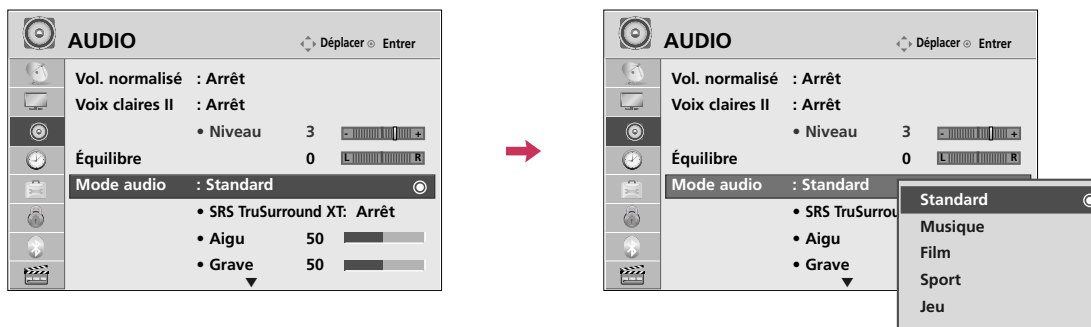 AUDIO
Déplacer Entrer
Vol. normalisé : Arrêt
Voix claires II : Arrêt
• Niveau 3 - +
Équilibre 0 L R
Mode audio : Standard
• SRS TruSurround XT: Arrêt
• Aigu 50
• Grave 50
AUDIO
Déplacer Entrer
Vol. normalisé : Arrêt
Voix claires II : Arrêt
• Niveau 3 - +
Équilibre 0 L R
Mode audio : Standard
• SRS TruSurrou
• Aigu
• Grave
Standard
Musique
Film
Sport
Jeu